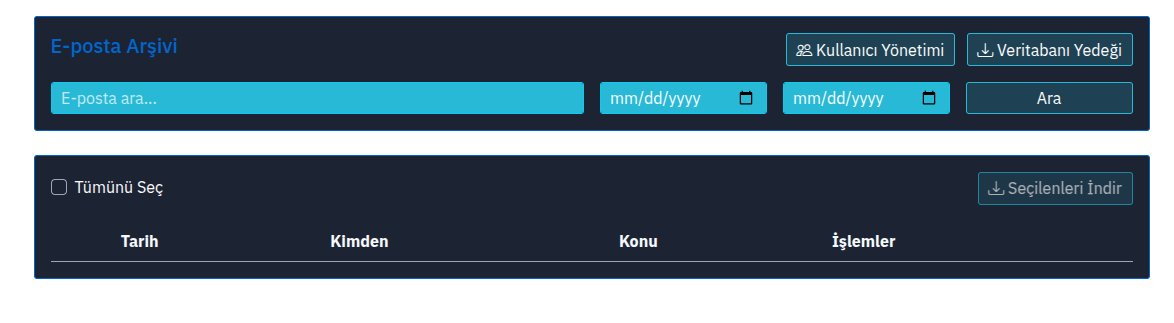 E-posta Arşivi
Kullanıcı Yönetimi
Veritabanı Yedeği
E-posta ara...
mm/dd/yyyy
mm/dd/yyyy
Ara
Tümünü Seç
Seçilenleri İndir
Tarih Kimden Konu İşlemler